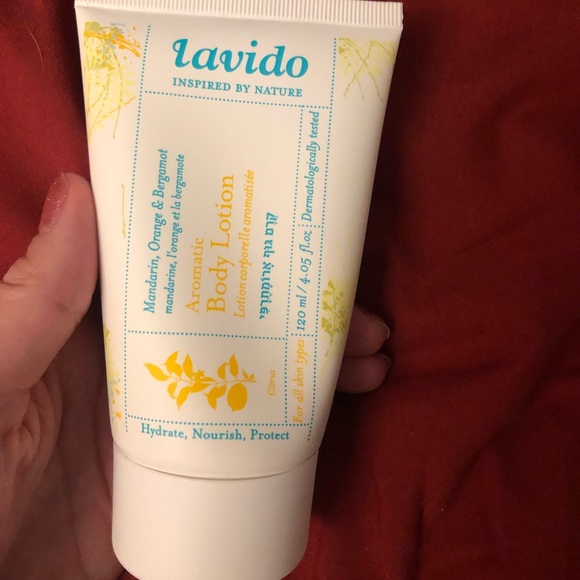 Lavido
INSPIRED BY NATURE
Mandarin, Orange & Bergamot
mandarine, l'orange et la bergamote
Aromatic
Body Lotion
Lotion corporelle aromatisée
קְרֵם גּוּף אֲרוֹמָתֵרַפִּי
Citrus
For all skin types
120 ml / 4.05 fl.oz
Dermatologically tested
Hydrate, Nourish, Protect